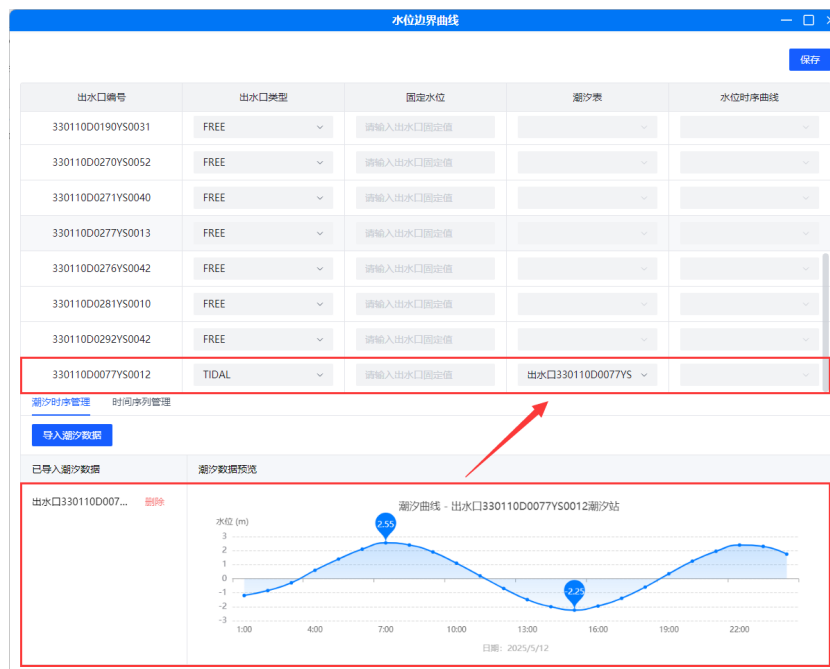 水位边界曲线
保存
出水口编号 出水口类型 固定水位 潮汐表 水位时序曲线
330110D0190YS0031 FREE 请输入出水口固定值
330110D0270YS0052 FREE 请输入出水口固定值
330110D0271YS0040 FREE 请输入出水口固定值
330110D0277YS0013 FREE 请输入出水口固定值
330110D0276YS0042 FREE 请输入出水口固定值
330110D0281YS0010 FREE 请输入出水口固定值
330110D0292YS0042 FREE 请输入出水口固定值
330110D0077YS0012 TIDAL 请输入出水口固定值 出水口330110D0077YS
潮汐时序管理 时间序列管理
导入潮汐数据
已导入潮汐数据 潮汐数据预览
出水口330110D007... 删除
潮汐曲线 - 出水口330110D0077YS0012潮汐站
水位 (m)
2.55
3
2
1
0
-1
-2
-3
-2.25
1:00 4:00 7:00 10:00 13:00 16:00 19:00 22:00
日期: 2025/5/12